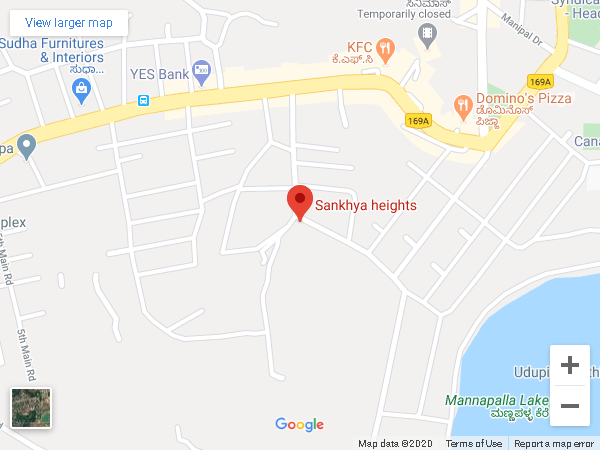 View larger map
ಸಿನಿಮಾಸ್
Temporarily closed
Syndica
- Head
Manipal Dr
Sudha Furnitures
& Interiors
ಸುಧಾ...
KFC
ಕೆ.ಎಫ್.ಸಿ
YES Bank
169A
Domino's Pizza
ಡೊಮಿನೊಸ್
ಪಿಜ್ಜಾ
169A
Cana
pa
Sankhya heights
plex
5th Main Rd
5th Main Rd
Udupi
th
Mannapalla Lake
ಮಣ್ಣಪಳ್ಳ ಕೆರೆ
Google
Map data ©2020
Terms of Use
Report a map error